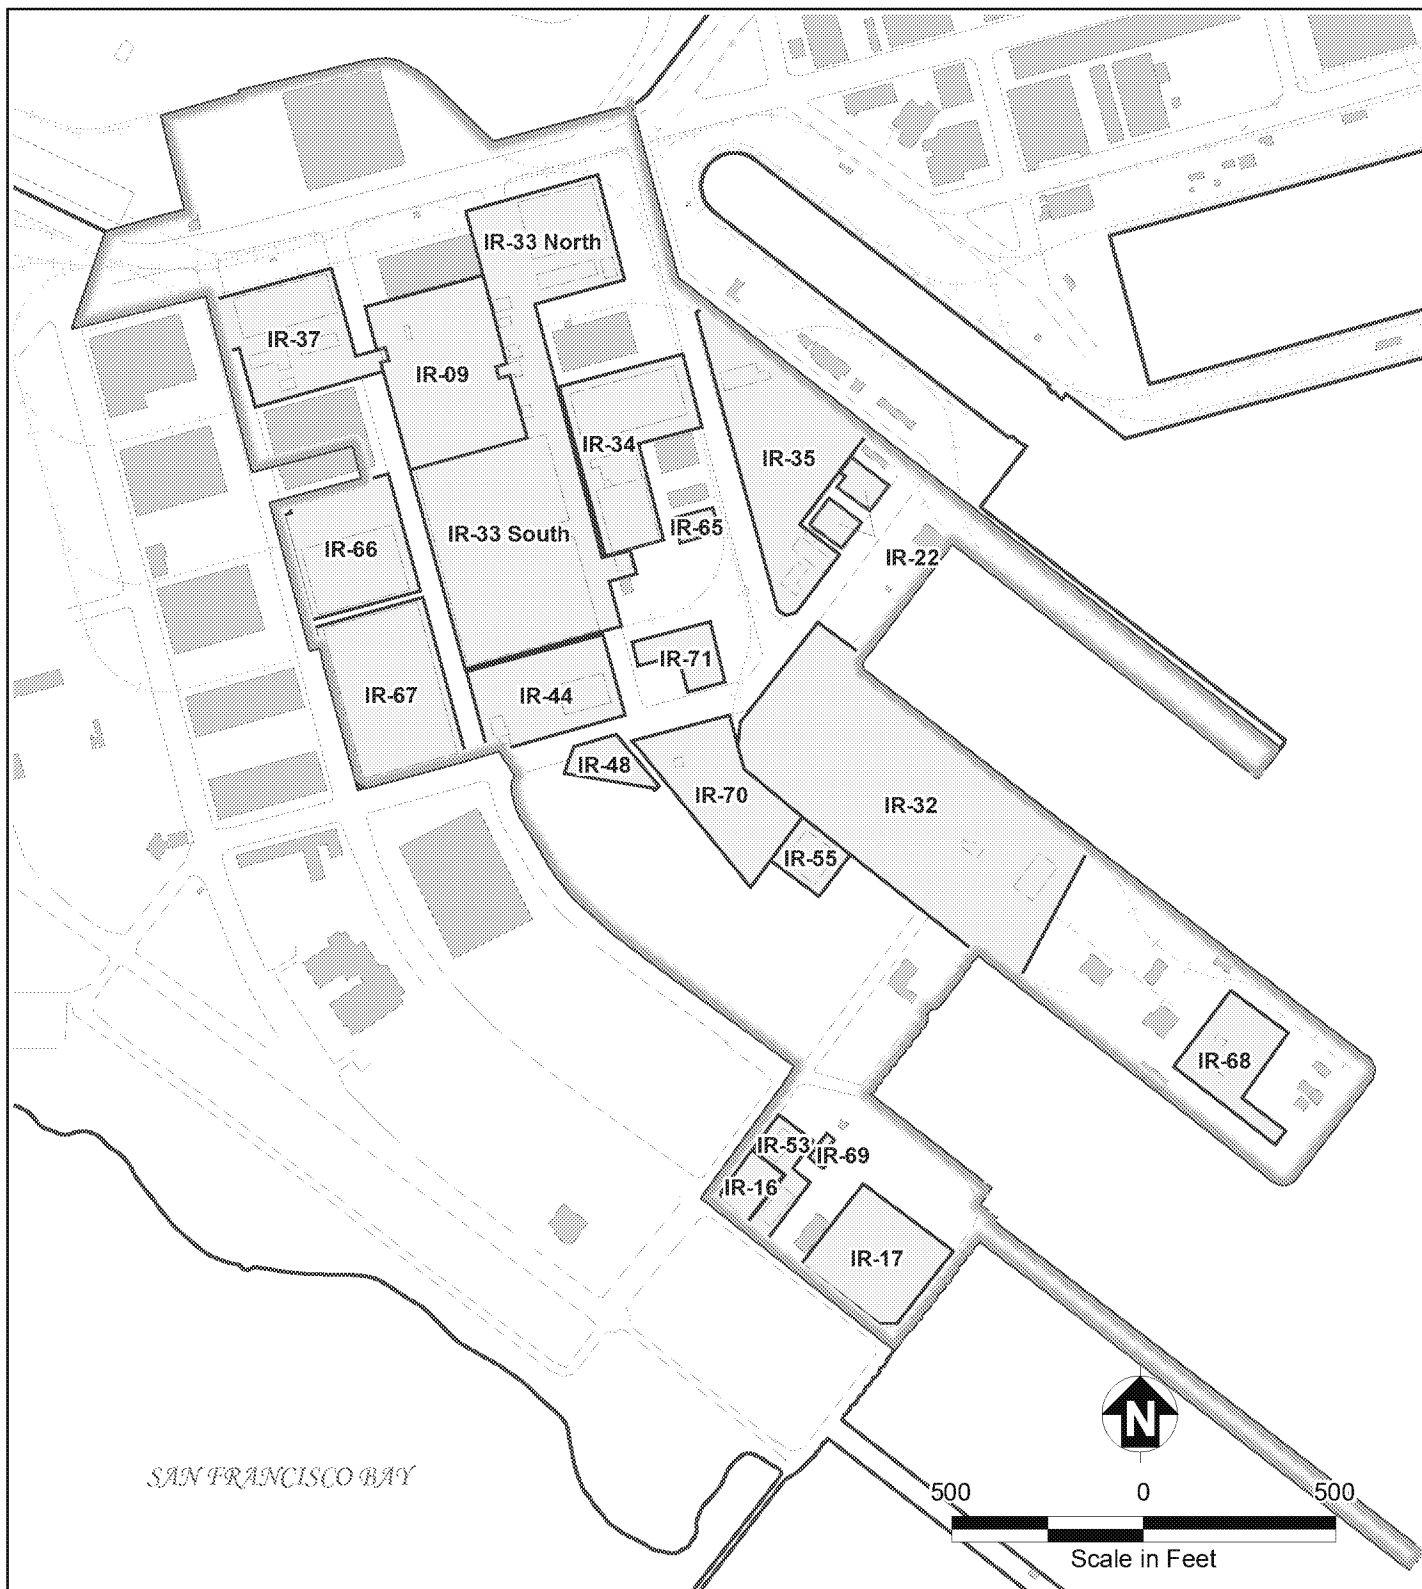 IR-33 North
IR-37
IR-09
IR-34
IR-35
IR-33 South
IR-65
IR-66
IR-22
IR-71
IR-67
IR-44
IR-48
IR-70
IR-32
IR-55
IR-68
IR-53
IR-69
IR-16
IR-17
N
SAN FRANCISCO BAY
500 0 500
Scale in Feet